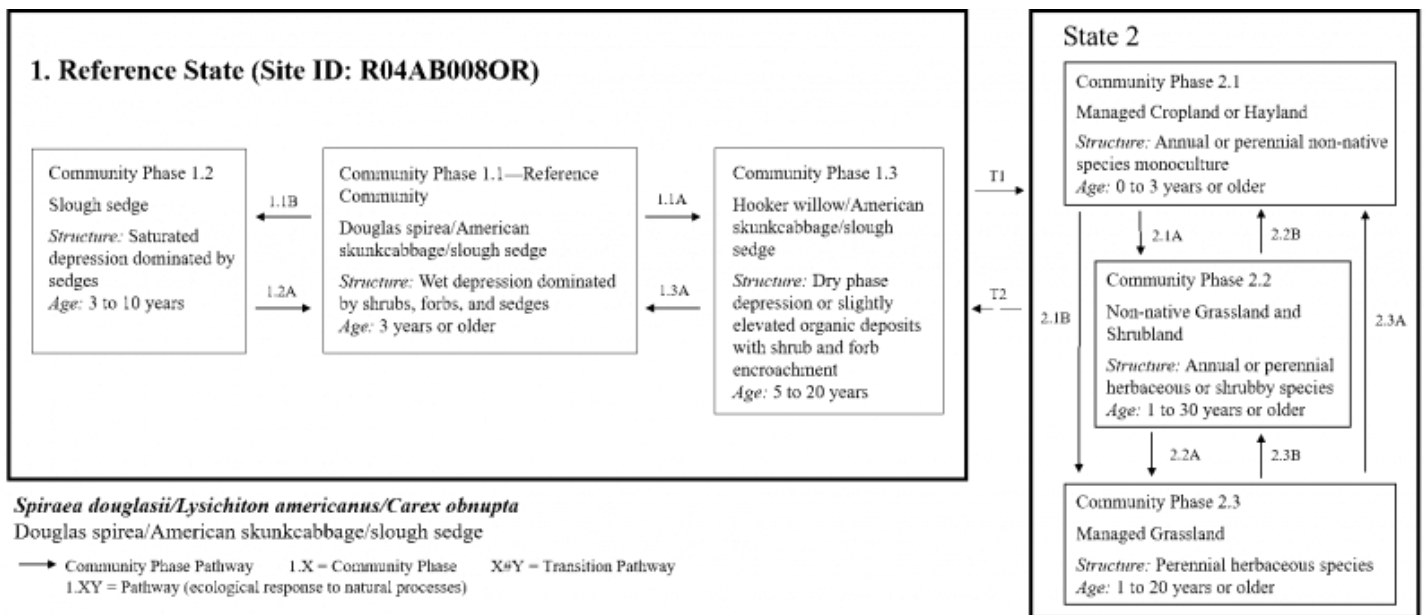 1. Reference State (Site ID: R04AB008OR)
Community Phase 1.2
Slough sedge
Structure: Saturated
depression dominated by
sedges
Age: 3 to 10 years
1.1B
1.2A
Community Phase 1.1—Reference
Community
Douglas spirea/American
skunkcabbage/slough sedge
Structure: Wet depression dominated
by shrubs, forbs, and sedges
Age: 3 years or older
1.1A
1.3A
Community Phase 1.3
Hooker willow/American
skunkcabbage/slough
sedge
Structure: Dry phase
depression or slightly
elevated organic deposits
with shrub and forb
encroachment
Age: 5 to 20 years
T1
T2
State 2
Community Phase 2.1
Managed Cropland or Hayland
Structure: Annual or perennial non-native
species monoculture
Age: 0 to 3 years or older
2.1A
2.2B
2.1B
2.3A
Community Phase 2.2
Non-native Grassland and
Shrubland
Structure: Annual or perennial
herbaceous or shrubby species
Age: 1 to 30 years or older
2.2A
2.3B
Community Phase 2.3
Managed Grassland
Structure: Perennial herbaceous species
Age: 1 to 20 years or older
Spiraea douglasii/Lysichiton americanus/Carex obnupta
Douglas spirea/American skunkcabbage/slough sedge
Community Phase Pathway 1.X = Community Phase X#Y = Transition Pathway
1.XY = Pathway (ecological response to natural processes)